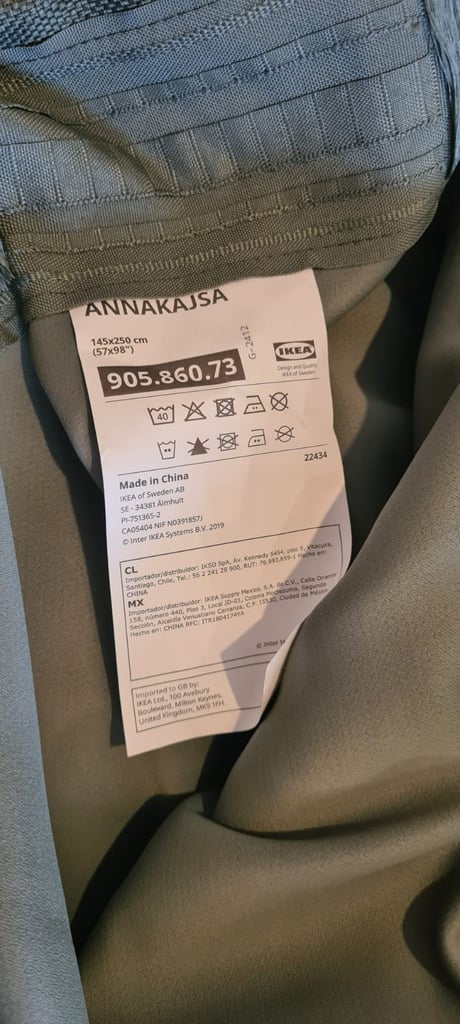 ANNAKAJSA
145x250 cm
(57x98")
G-2412
905.860.73
IKEA
Design and Quality
IKEA of Sweden
40
Made in China
22434
IKEA of Sweden AB
SE - 34381 Älmhult
PI-751365-2
CA05404 NIF N0391857J
© Inter IKEA Systems B.V. 2019
CL
Importador/distribuidor: IKSO SpA, Av. Kennedy 5454, piso 5, Vitacura,
Santiago, Chile, Tel.: 56 2 241 28 900, RUT: 76,993,859-1 Hecho en:
CHINA
MX
Importador/distribuidor: IKEA Supply Mexico, S.A. de C.V., Calle Oriente
158, número 440, Piso 3, Local JD-01, Colonia Moctezuma, Segunda
Sección, Alcaldía Venustiano Carranza, C.P. 15530, Ciudad de México
Hecho en: CHINA RFC: ITR1804174YA
© Inter
Imported to GB by:
IKEA Ltd., 100 Avebury
Boulevard, Milton Keynes,
United Kingdom, MK9 1FH.